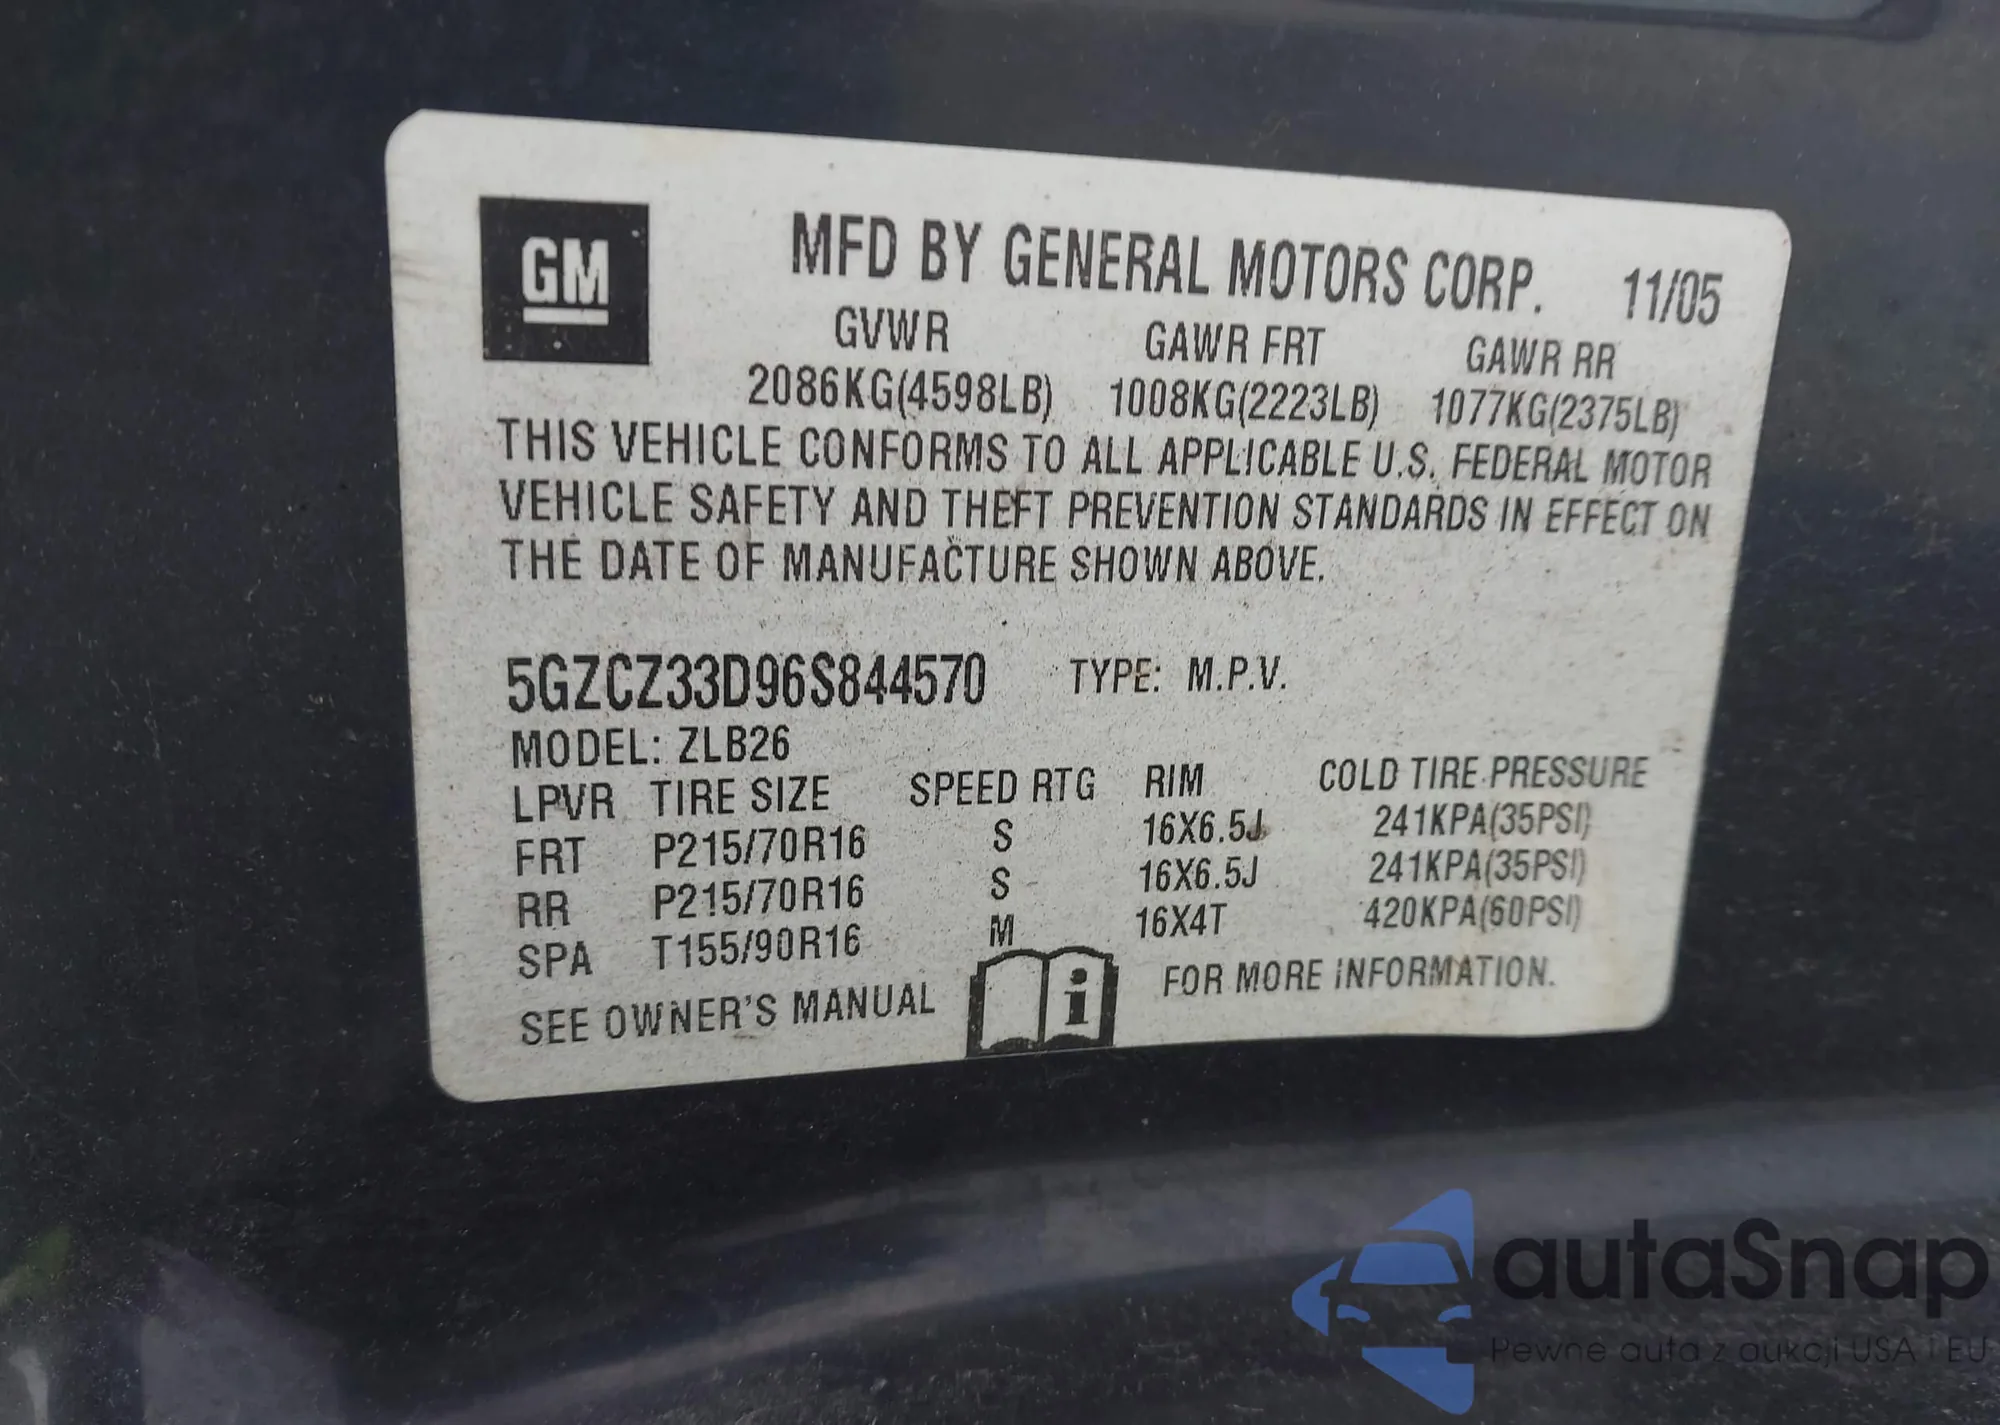 GM
MFD BY GENERAL MOTORS CORP. 11/05
GVWR GAWR FRT GAWR RR
2086KG(4598LB) 1008KG(2223LB) 1077KG(2375LB)
THIS VEHICLE CONFORMS TO ALL APPLICABLE U.S. FEDERAL MOTOR
VEHICLE SAFETY AND THEFT PREVENTION STANDARDS IN EFFECT ON
THE DATE OF MANUFACTURE SHOWN ABOVE.
5GZCZ33D96S844570 TYPE: M.P.V.
MODEL: ZLB26
LPVR TIRE SIZE SPEED RTG RIM COLD TIRE PRESSURE
FRT P215/70R16 S 16X6.5J 241KPA(35PSI)
RR P215/70R16 S 16X6.5J 241KPA(35PSI)
SPA T155/90R16 M 16X4T 420KPA(60PSI)
SEE OWNER'S MANUAL i FOR MORE INFORMATION.
autaSnap
Pewne auta z aukcji USA i EU